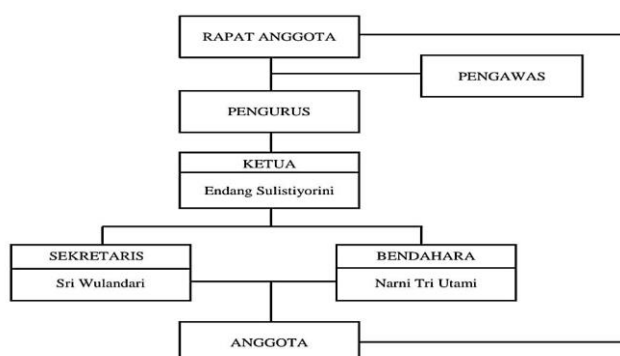 RAPAT ANGGOTA
PENGAWAS
PENGURUS
KETUA
Endang Sulistiyorini
SEKRETARIS
Sri Wulandari
BENDAHARA
Narni Tri Utami
ANGGOTA